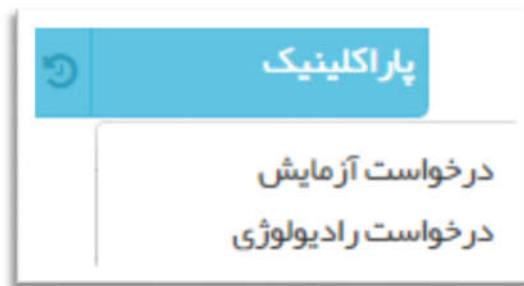 پاراکلینیک
درخواست آزمایش
درخواست رادیولوژی